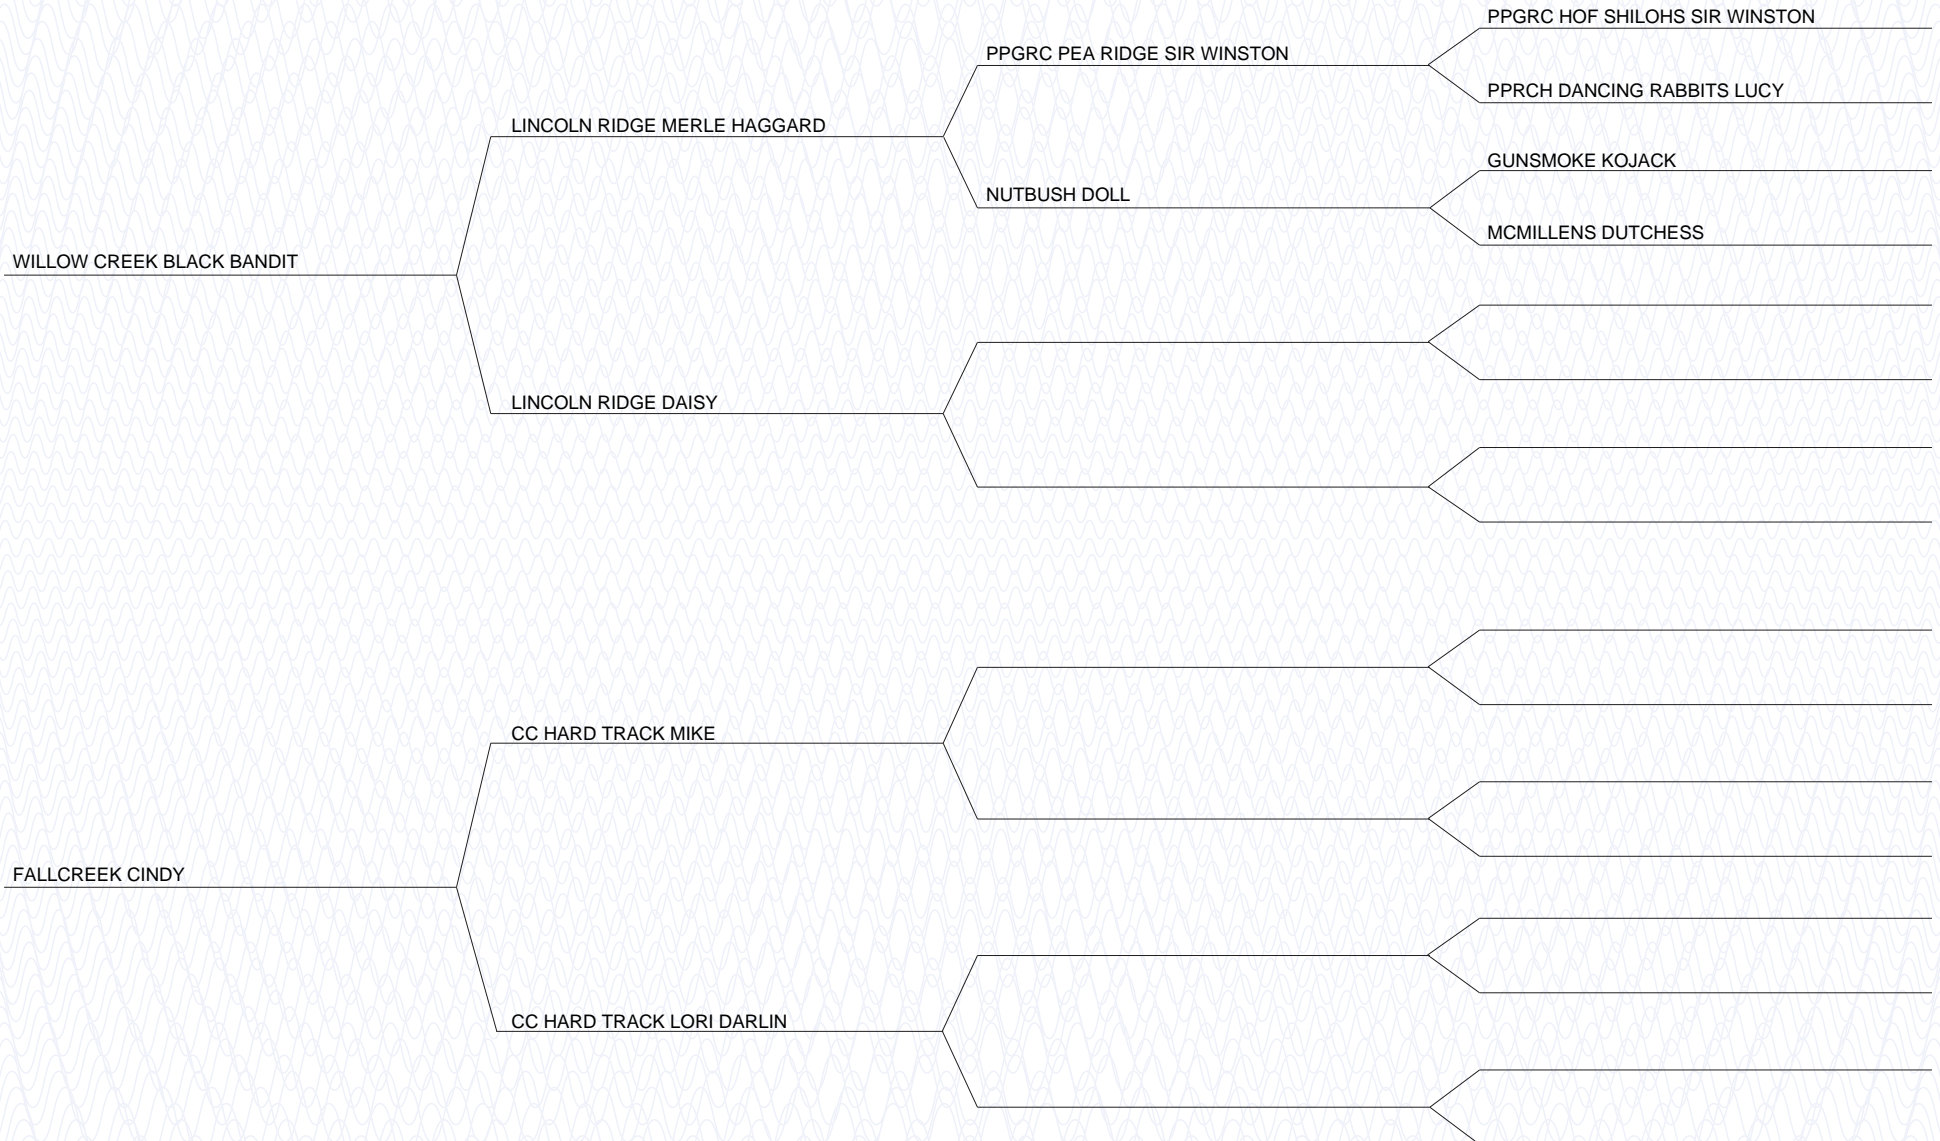 PPGRC HOF SHILOHS SIR WINSTON
PPGRC PEA RIDGE SIR WINSTON
PPRCH DANCING RABBITS LUCY
LINCOLN RIDGE MERLE HAGGARD
GUNSMOKE KOJACK
NUTBUSH DOLL
MCMILLENS DUTCHESS
WILLOW CREEK BLACK BANDIT
LINCOLN RIDGE DAISY
CC HARD TRACK MIKE
FALLCREEK CINDY
CC HARD TRACK LORI DARLIN